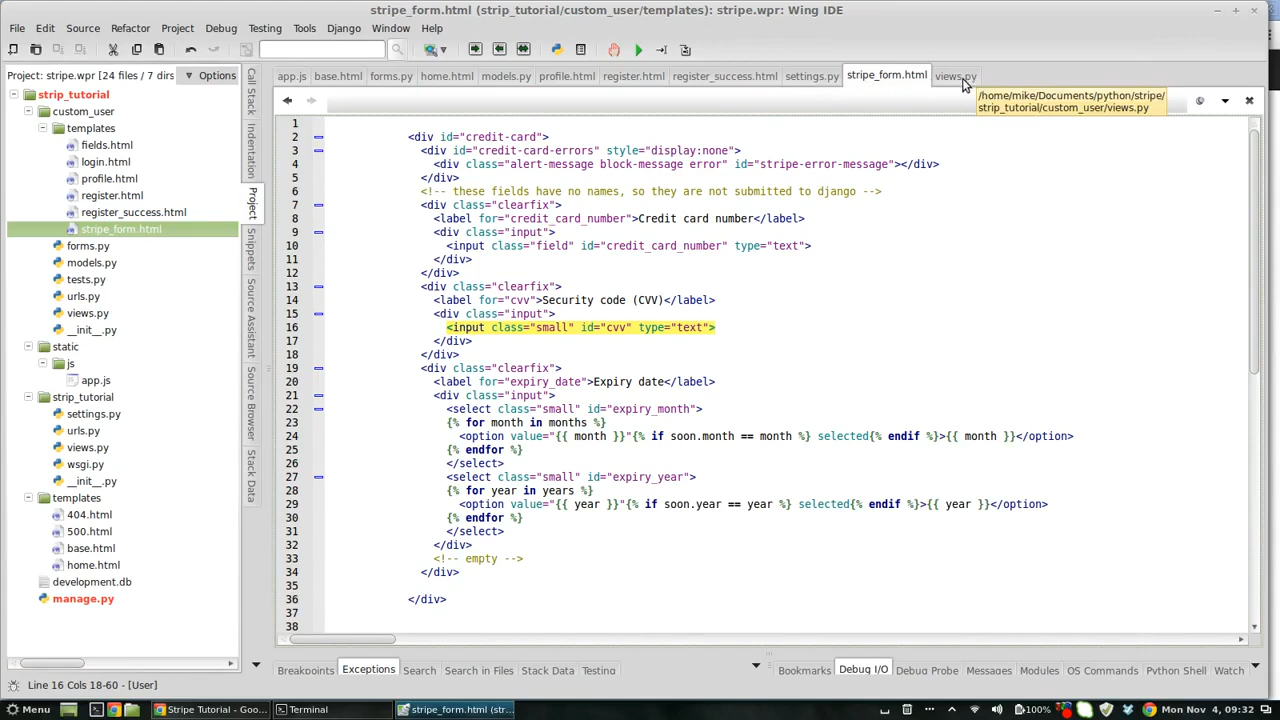 stripe_form.html (strip_tutorial/custom_user/templates): stripe.wpr: Wing IDE
File Edit Source Refactor Project Debug Testing Tools Django Window Help
Project: stripe.wpr [24 files / 7 dirs
Options
app.js base.html forms.py home.html models.py profile.html register.html register_success.html settings.py stripe_form.html views.py
/home/mike/Documents/python/stripe/
strip_tutorial/custom_user/views.py
strip_tutorial
custom_user
templates
fields.html
login.html
profile.html
register.html
register_success.html
stripe_form.html
forms.py
models.py
tests.py
urls.py
views.py
__init__.py
static
js
app.js
strip_tutorial
settings.py
urls.py
views.py
wsgi.py
__init__.py
templates
404.html
500.html
base.html
home.html
development.db
manage.py
Call Stack
Indentation
Project
Snippets
Source Assistant
Source Browser
Stack Data
1
2 <div id="credit-card">
3 <div id="credit-card-errors" style="display:none">
4 <div class="alert-message block-message error" id="stripe-error-message"></div>
5 </div>
6 <!-- these fields have no names, so they are not submitted to django -->
7 <div class="clearfix">
8 <label for="credit_card_number">Credit card number</label>
9 <div class="input">
10 <input class="field" id="credit_card_number" type="text">
11 </div>
12 </div>
13 <div class="clearfix">
14 <label for="cvv">Security code (CVV)</label>
15 <div class="input">
16 <input class="small" id="cvv" type="text">
17 </div>
18 </div>
19 <div class="clearfix">
20 <label for="expiry_date">Expiry date</label>
21 <div class="input">
22 <select class="small" id="expiry_month">
23 {% for month in months %}
24 <option value="{{ month }}"{% if soon.month == month %} selected{% endif %}>{{ month }}</option>
25 {% endfor %}
26 </select>
27 <select class="small" id="expiry_year">
28 {% for year in years %}
29 <option value="{{ year }}"{% if soon.year == year %} selected{% endif %}>{{ year }}</option>
30 {% endfor %}
31 </select>
32 </div>
33 <!-- empty -->
34 </div>
35
36 </div>
37
38
Breakpoints Exceptions Search Search in Files Stack Data Testing
Bookmarks Debug I/O Debug Probe Messages Modules OS Commands Python Shell Watch
Line 16 Cols 18-60 - [User]
Menu
Stripe Tutorial - Goo...
Terminal
stripe_form.html (str...
100%
Mon Nov 4, 09:32